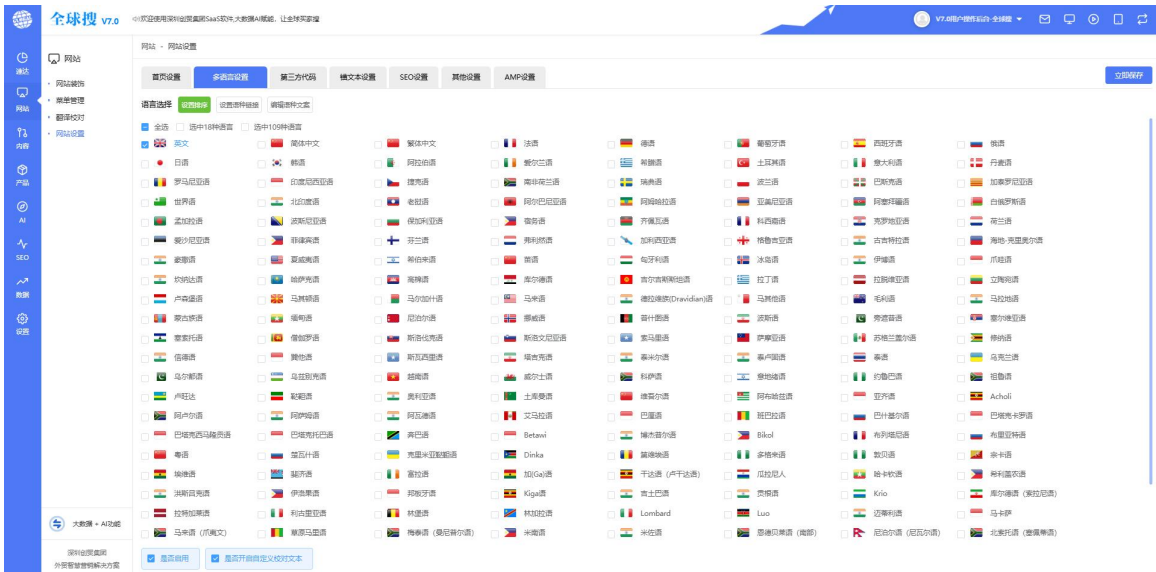 全球搜 V7.0
欢迎使用深圳创贸集团SaaS软件,大数据AI赋能、让全球买家撮
V7.0用户操作后台-全球搜
速达
网站
内容
产品
AI
SEO
数据
设置
网站
网站装饰
菜单管理
翻译校对
网站设置
大数据 + AI功能
深圳创贸集团
外贸智慧营销解决方案
网站 - 网站设置
首页设置 多语言设置 第三方代码 锚文本设置 SEO设置 其他设置 AMP设置 立即保存
语言选择 设置排序 设置语种链接 编辑语种文案
全选 选中18种语言 选中109种语言
英文 简体中文 繁体中文 法语 德语 葡萄牙语 西班牙语 俄语
日语 韩语 阿拉伯语 爱尔兰语 希腊语 土耳其语 意大利语 丹麦语
罗马尼亚语 印度尼西亚语 捷克语 南非荷兰语 瑞典语 波兰语 巴斯克语 加泰罗尼亚语
世界语 北印度语 老挝语 阿尔巴尼亚语 阿姆哈拉语 亚美尼亚语 阿塞拜疆语 白俄罗斯语
孟加拉语 波斯尼亚语 保加利亚语 宿务语 齐佩瓦语 科西嘉语 克罗地亚语 荷兰语
爱沙尼亚语 菲律宾语 芬兰语 弗利然语 加利西亚语 格鲁吉亚语 古吉特拉语 海地-克里奥尔语
豪塞语 夏威夷语 希伯来语 苗语 匈牙利语 冰岛语 伊博语 爪哇语
坎纳达语 哈萨克语 高棉语 库尔德语 吉尔吉斯斯坦语 拉丁语 拉脱维亚语 立陶宛语
卢森堡语 马其顿语 马尔加什语 马来语 德拉维族(Dravidian)语 马其他语 毛利语 马拉地语
蒙古族语 缅甸语 尼泊尔语 挪威语 普什图语 波斯语 旁遮普语 塞尔维亚语
塞索托语 僧伽罗语 斯洛伐克语 斯洛文尼亚语 索马里语 萨摩亚语 苏格兰盖尔语 修纳语
信德语 巽他语 斯瓦西里语 塔吉克语 泰米尔语 泰卢固语 泰语 乌克兰语
乌尔都语 乌兹别克语 越南语 威尔士语 科萨语 意地绪语 约鲁巴语 祖鲁语
卢旺达 鞑靼语 奥利亚语 土库曼语 维吾尔语 阿布哈兹语 亚齐语 Acholi
阿卢尔语 阿萨姆语 阿瓦德语 艾马拉语 巴厘语 班巴拉语 巴什基尔语 巴塔克卡罗语
巴塔克西马隆贡语 巴塔克托巴语 奔巴语 Betawi 博杰普尔语 Bikol 布列塔尼语 布里亚特语
粤语 楚瓦什语 克里米亚鞑靼语 Dinka 茵维埃语 多格来语 敦贝语 宗卡语
埃维语 斐济语 富拉语 加(Ga)语 干达语 (卢干达语) 瓜拉尼人 哈卡钦语 希利盖农语
洪斯吕克语 伊洛果语 邦板牙语 Kiga语 吉土巴语 贡根语 Krio 库尔德语 (索拉尼语)
拉特加莱语 利古里亚语 林堡语 林加拉语 Lombard Luo 迈蒂利语 马卡萨
马来语 (爪夷文) 草原马里语 梅泰语 (曼尼普尔语) 米南语 米佐语 恩德贝莱语 (南部) 尼泊尔语 (尼瓦尔语) 北索托语 (塞佩蒂语)
是否启用 是否开启自定义校对文本